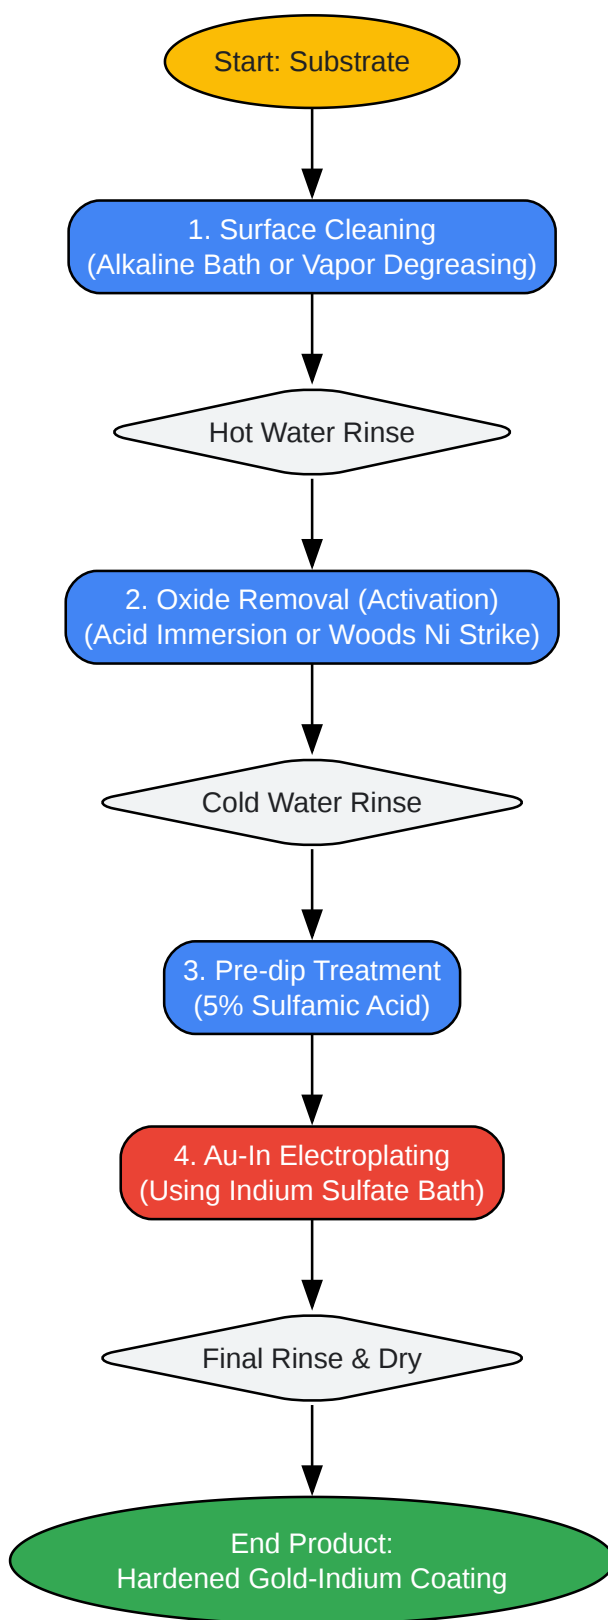 Start: Substrate
1. Surface Cleaning
(Alkaline Bath or Vapor Degreasing)
Hot Water Rinse
2. Oxide Removal (Activation)
(Acid Immersion or Woods Ni Strike)
Cold Water Rinse
3. Pre-dip Treatment
(5% Sulfamic Acid)
4. Au-In Electroplating
(Using Indium Sulfate Bath)
Final Rinse & Dry
End Product:
Hardened Gold-Indium Coating